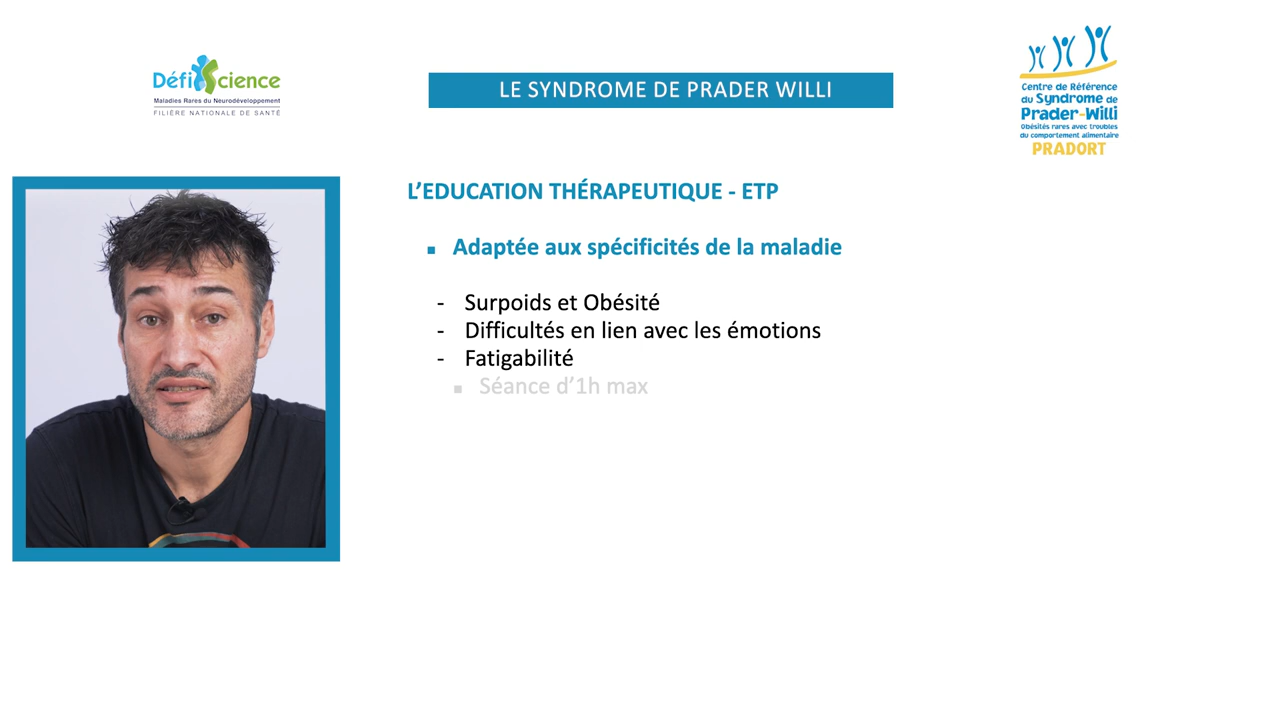 DéfiScience
Maladies Rares du Neurodéveloppement
FILIÈRE NATIONALE DE SANTÉ
LE SYNDROME DE PRADER WILLI
Centre de Référence
du Syndrome de
Prader-Willi
Obésités rares avec troubles
du comportement alimentaire
PRADORT
L’EDUCATION THÉRAPEUTIQUE - ETP
▪ Adaptée aux spécificités de la maladie
- Surpoids et Obésité
- Difficultés en lien avec les émotions
- Fatigabilité
▪ Séance d’1h max